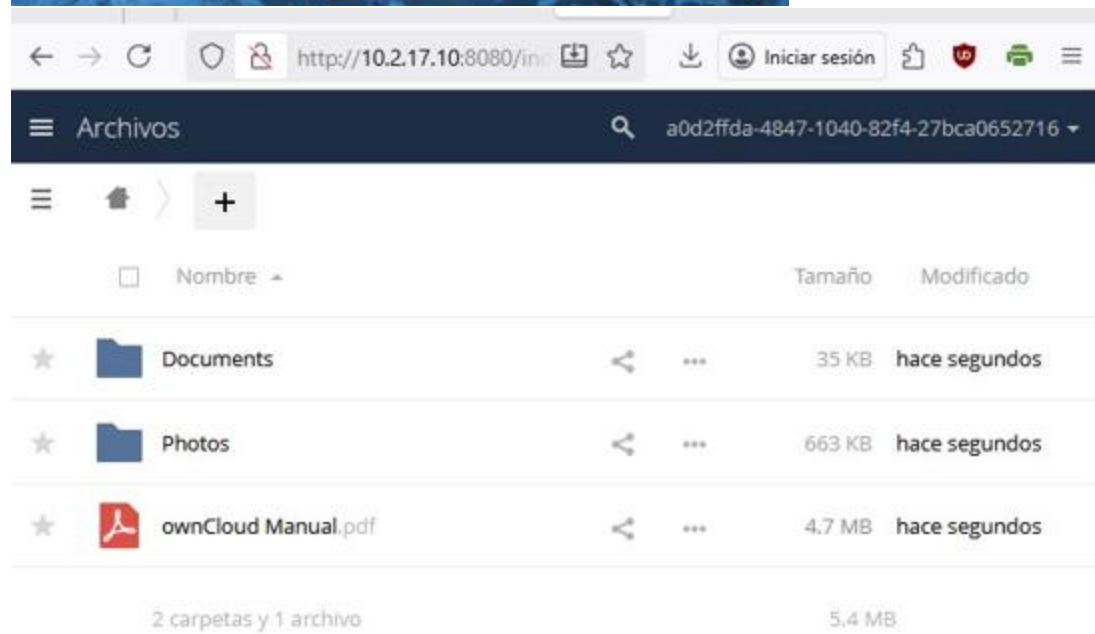 http://10.2.17.10:8080/in
Iniciar sesión
Archivos a0d2ffda-4847-1040-82f4-27bca0652716
+
Nombre Tamaño Modificado
Documents 35 KB hace segundos
Photos 663 KB hace segundos
ownCloud Manual.pdf 4.7 MB hace segundos
2 carpetas y 1 archivo 5.4 MB